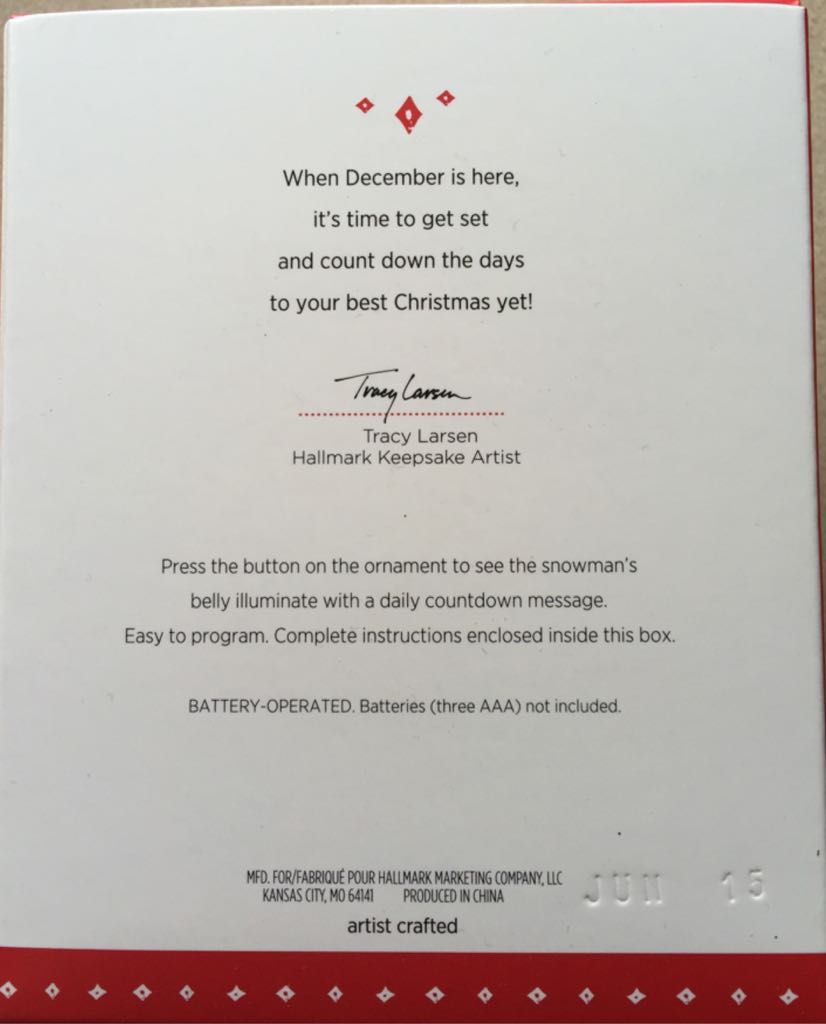 When December is here,
it's time to get set
and count down the days
to your best Christmas yet!
Tracy Larsen
Tracy Larsen
Hallmark Keepsake Artist
Press the button on the ornament to see the snowman's
belly illuminate with a daily countdown message.
Easy to program. Complete instructions enclosed inside this box.
BATTERY-OPERATED. Batteries (three AAA) not included.
MFD. FOR/FABRIQUÉ POUR HALLMARK MARKETING COMPANY, LLC
KANSAS CITY, MO 64141 PRODUCED IN CHINA
JUN 15
artist crafted